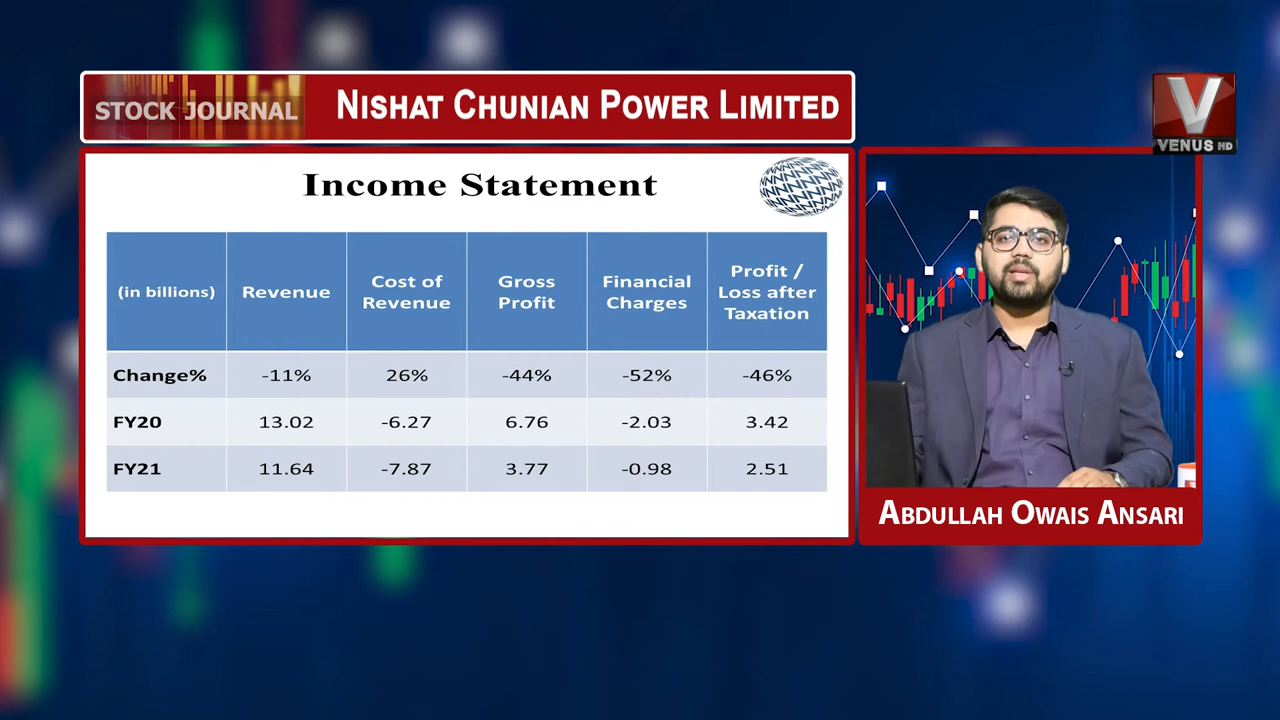 STOCK JOURNAL
NISHAT CHUNIAN POWER LIMITED
V
VENUS HD
Income Statement
(in billions) Revenue Cost of Revenue Gross Profit Financial Charges Profit / Loss after Taxation
Change% -11% 26% -44% -52% -46%
FY20 13.02 -6.27 6.76 -2.03 3.42
FY21 11.64 -7.87 3.77 -0.98 2.51
ABDULLAH OWAIS ANSARI